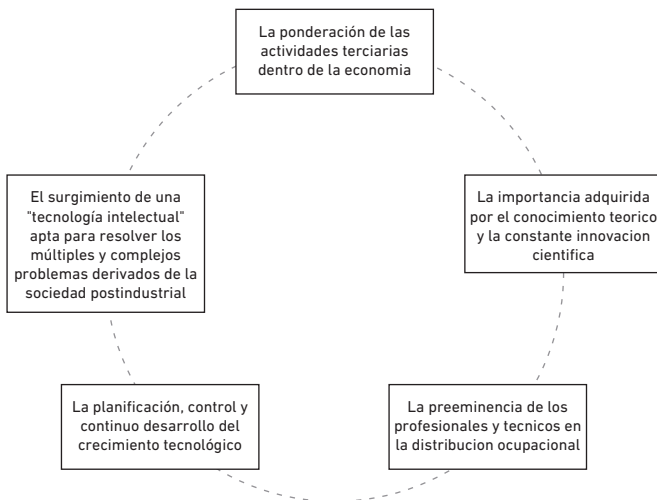 La ponderación de las
actividades terciarias
dentro de la economia
El surgimiento de una
"tecnología intelectual"
apta para resolver los
múltiples y complejos
problemas derivados de la
sociedad postindustrial
La importancia adquirida
por el conocimiento teorico
y la constante innovacion
cientifica
La planificación, control y
continuo desarrollo del
crecimiento tecnológico
La preeminencia de los
profesionales y tecnicos en
la distribucion ocupacional